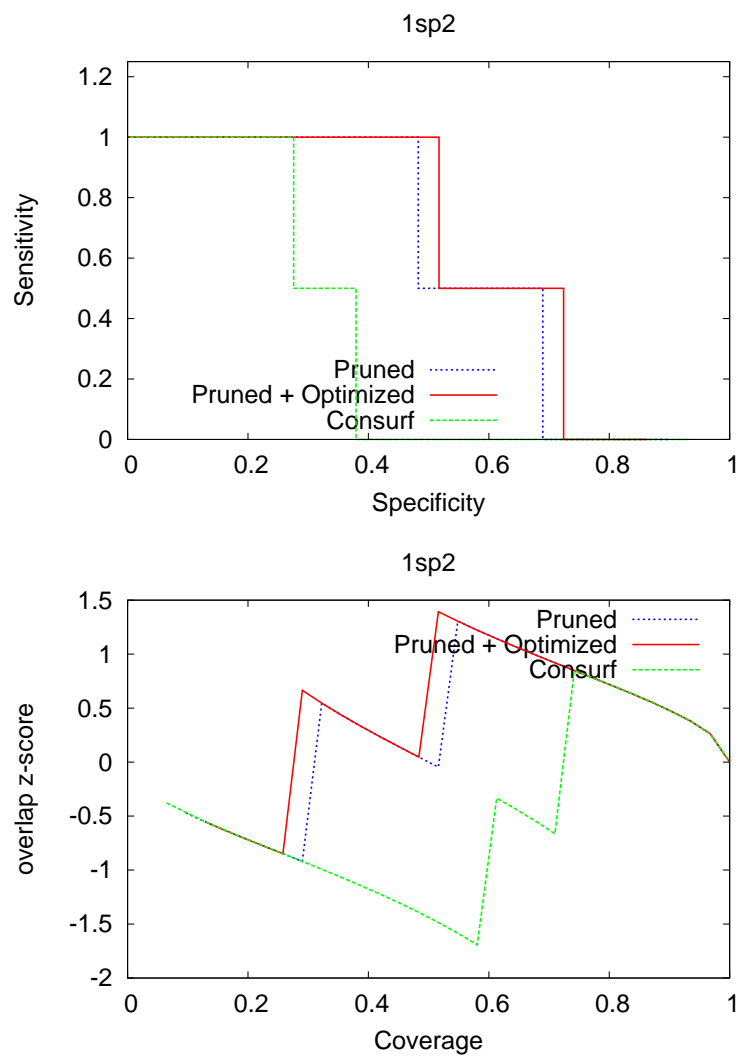 1sp2
1.2
1
0.8
0.6
0.4
0.2
0
Sensitivity
Pruned
Pruned + Optimized
Consurf
0 0.2 0.4 0.6 0.8 1
Specificity
1sp2
1.5
1
0.5
0
-0.5
-1
-1.5
-2
overlap z-score
Pruned
Pruned + Optimized
Consurf
0 0.2 0.4 0.6 0.8 1
Coverage